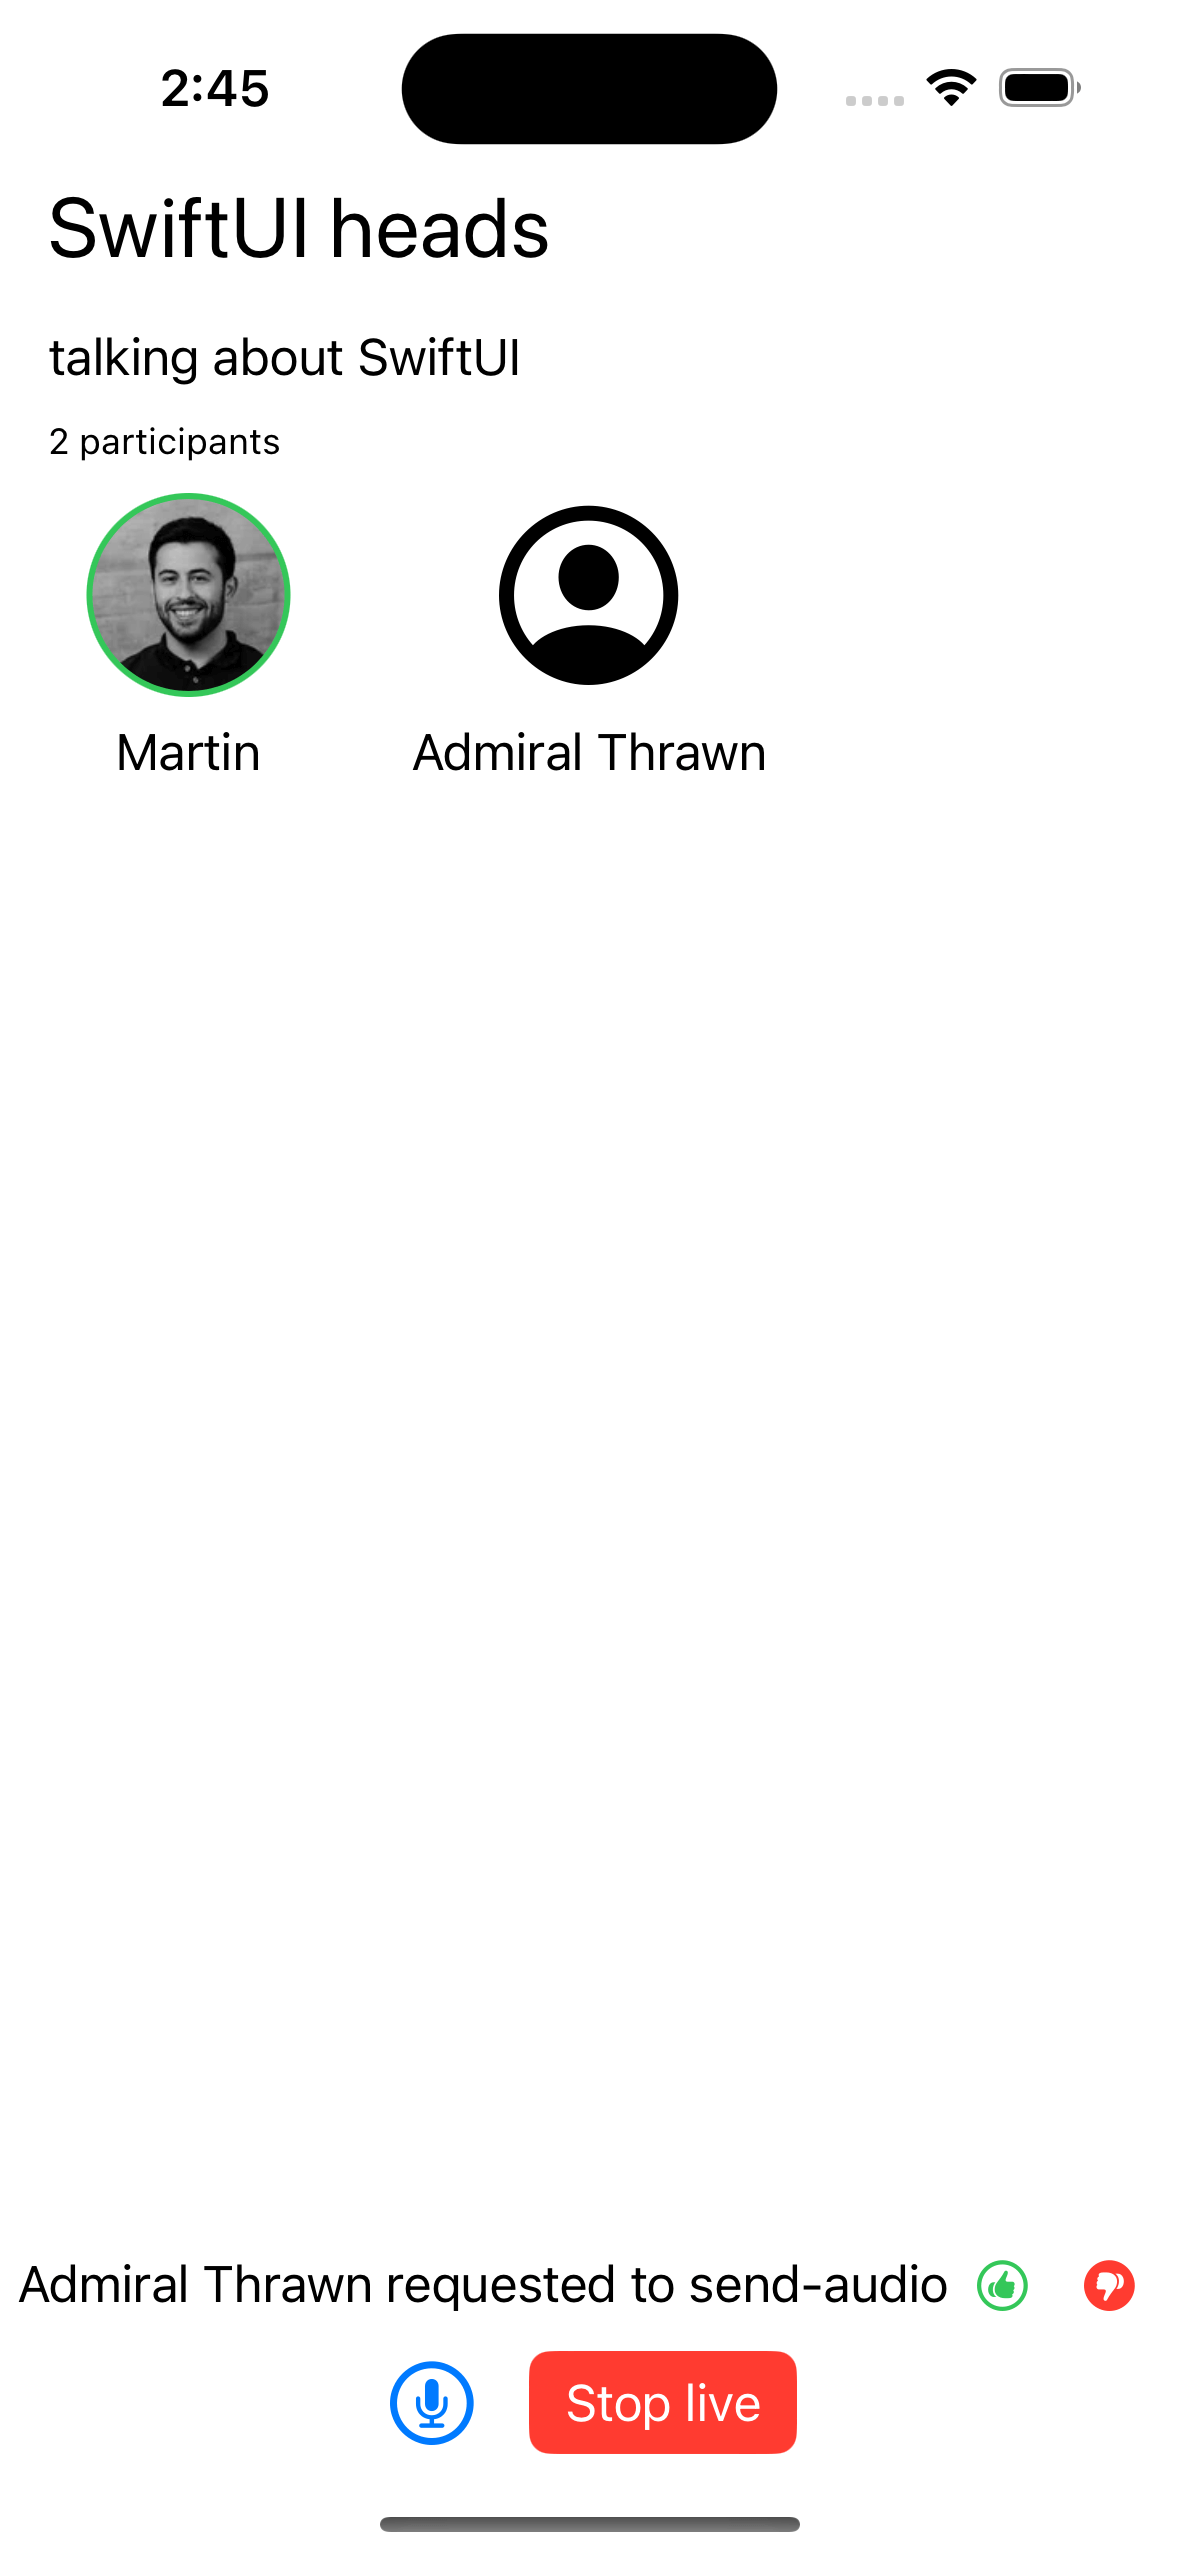 2:45
SwiftUI heads
talking about SwiftUI
2 participants
Martin
Admiral Thrawn
Admiral Thrawn requested to send-audio
Stop live